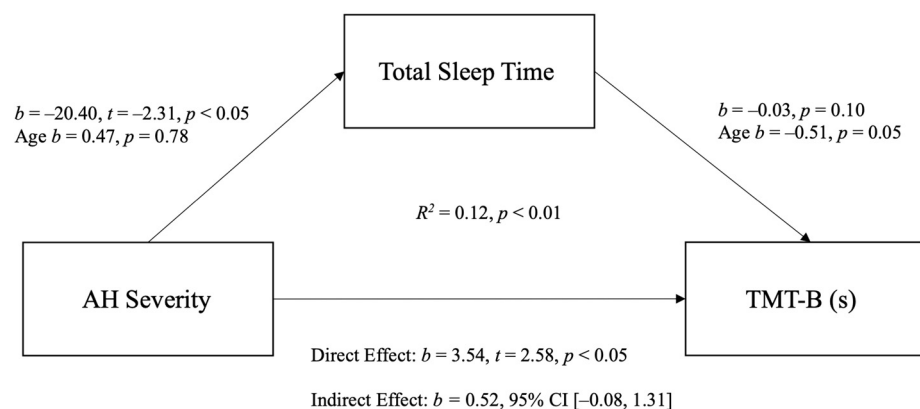 Total Sleep Time
b = –20.40, t = –2.31, p < 0.05
Age b = 0.47, p = 0.78
b = –0.03, p = 0.10
Age b = –0.51, p = 0.05
R² = 0.12, p < 0.01
AH Severity
TMT-B (s)
Direct Effect: b = 3.54, t = 2.58, p < 0.05
Indirect Effect: b = 0.52, 95% CI [–0.08, 1.31]